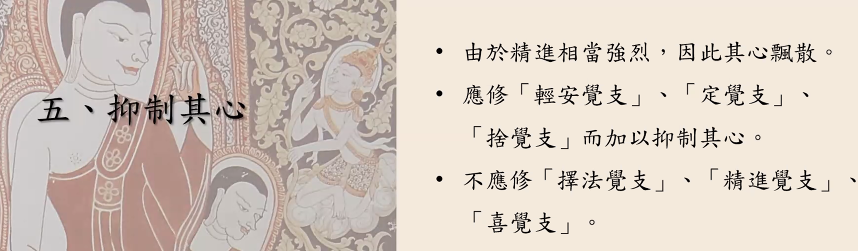 五、抑制其心
• 由於精進相當強烈，因此其心飄散。
• 應修「輕安覺支」、「定覺支」、
「捨覺支」而加以抑制其心。
• 不應修「擇法覺支」、「精進覺支」、
「喜覺支」。